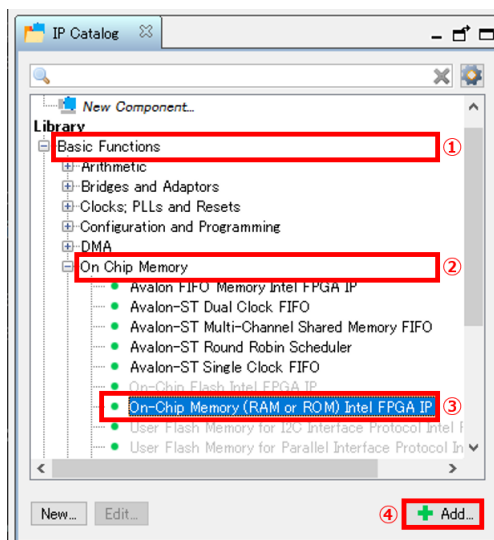 IP Catalog
New Component...
Library
Basic Functions
①
Arithmetic
Bridges and Adaptors
Clocks; PLLs and Resets
Configuration and Programming
DMA
On Chip Memory
②
Avalon FIFO Memory Intel FPGA IP
Avalon-ST Dual Clock FIFO
Avalon-ST Multi-Channel Shared Memory FIFO
Avalon-ST Round Robin Scheduler
Avalon-ST Single Clock FIFO
On-Chip Flash Intel FPGA IP
On-Chip Memory (RAM or ROM) Intel FPGA IP
③
User Flash Memory for I2C Interface Protocol Intel F
User Flash Memory for Parallel Interface Protocol In
New...
Edit...
④
Add...